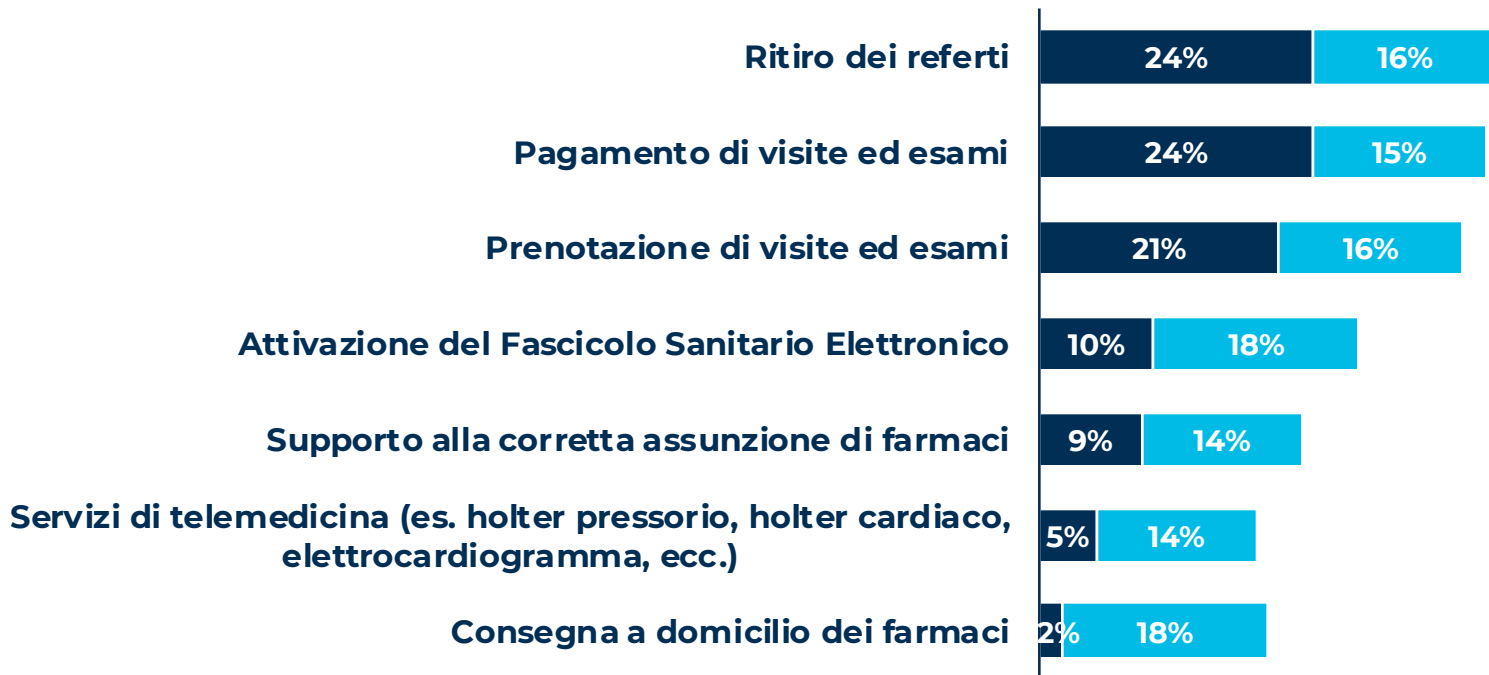 Ritiro dei referti 24% 16%
Pagamento di visite ed esami 24% 15%
Prenotazione di visite ed esami 21% 16%
Attivazione del Fascicolo Sanitario Elettronico 10% 18%
Supporto alla corretta assunzione di farmaci 9% 14%
Servizi di telemedicina (es. holter pressorio, holter cardiaco,
elettrocardiogramma, ecc.) 5% 14%
Consegna a domicilio dei farmaci 2% 18%